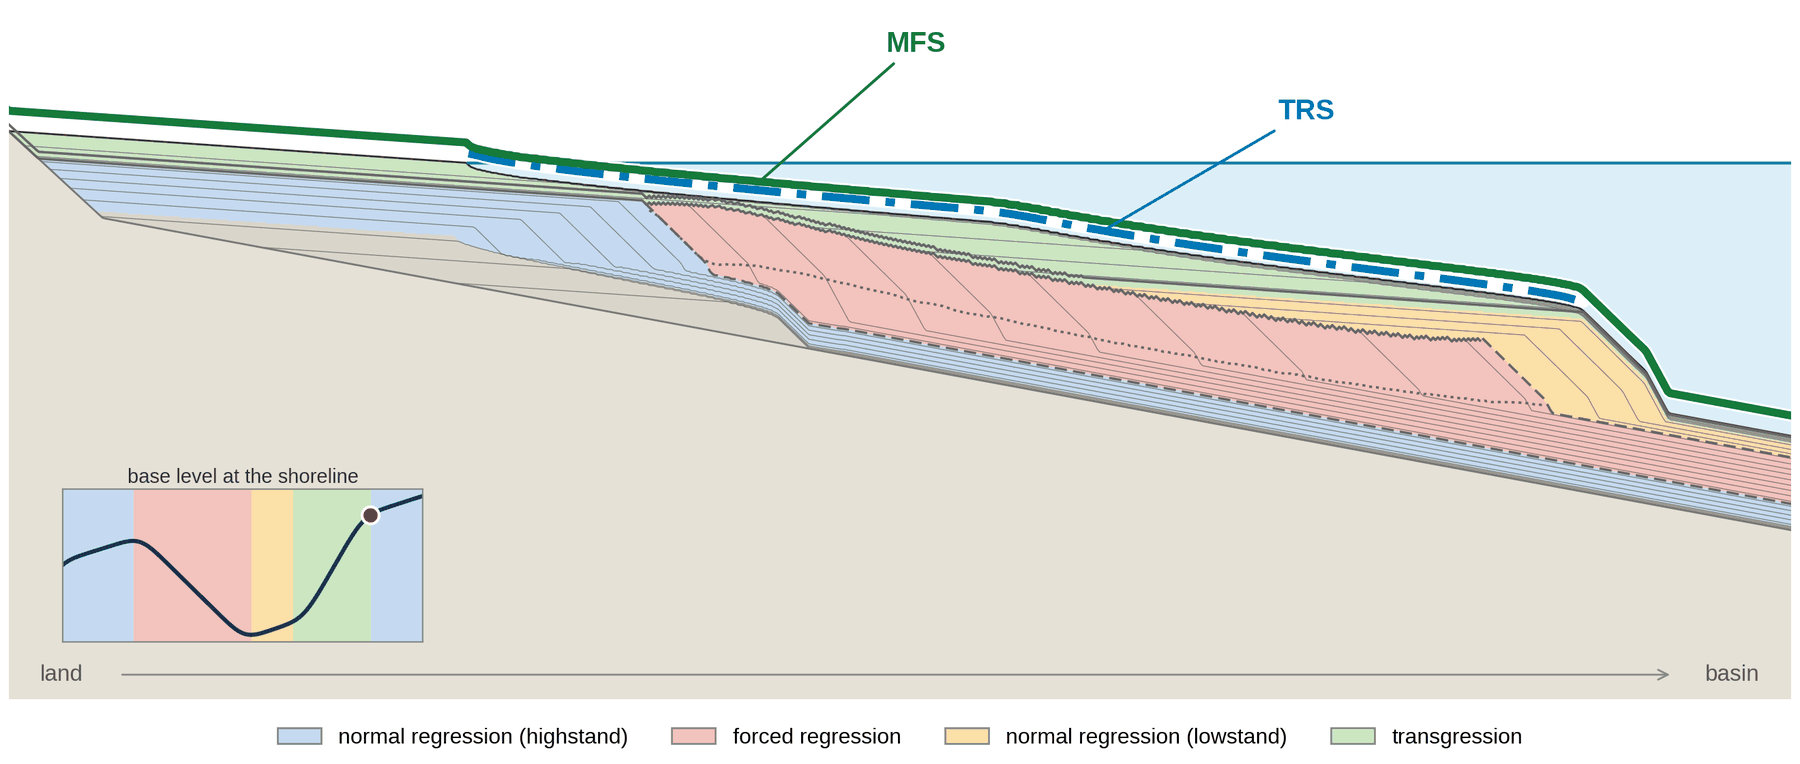 MFS
TRS
base level at the shoreline
land
basin
normal regression (highstand)
forced regression
normal regression (lowstand)
transgression